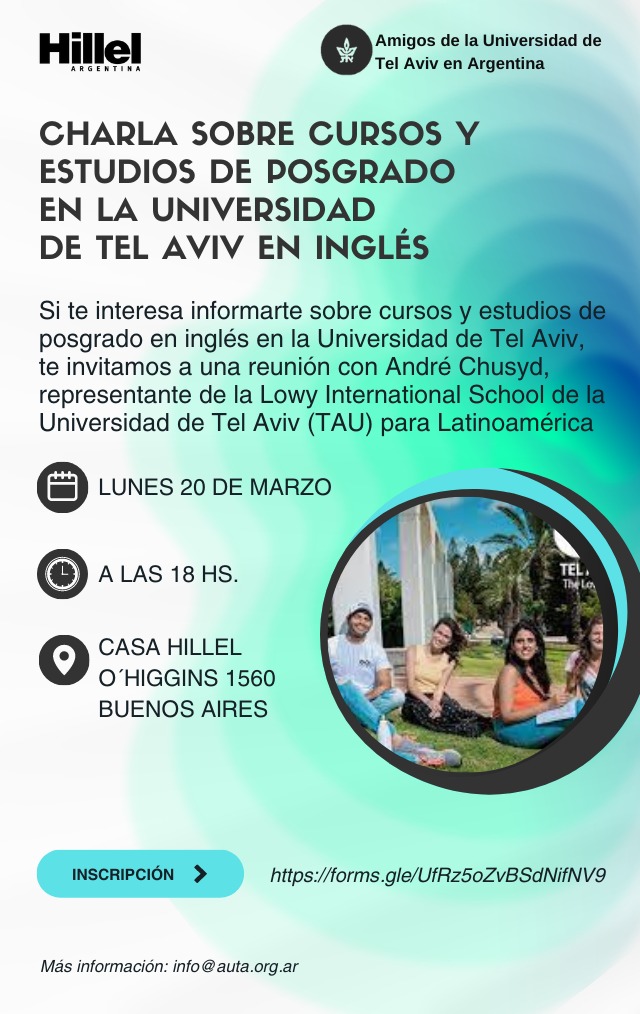 Hillel
ARGENTINA
Amigos de la Universidad de
Tel Aviv en Argentina
CHARLA SOBRE CURSOS Y
ESTUDIOS DE POSGRADO
EN LA UNIVERSIDAD
DE TEL AVIV EN INGLÉS
Si te interesa informarte sobre cursos y estudios de
posgrado en inglés en la Universidad de Tel Aviv,
te invitamos a una reunión con André Chusyd,
representante de la Lowy International School de la
Universidad de Tel Aviv (TAU) para Latinoamérica
LUNES 20 DE MARZO
A LAS 18 HS.
CASA HILLEL
O´HIGGINS 1560
BUENOS AIRES
TEL
The
INSCRIPCIÓN
https://forms.gle/UfRz5oZvBSdNifNV9
Más información: info@auta.org.ar